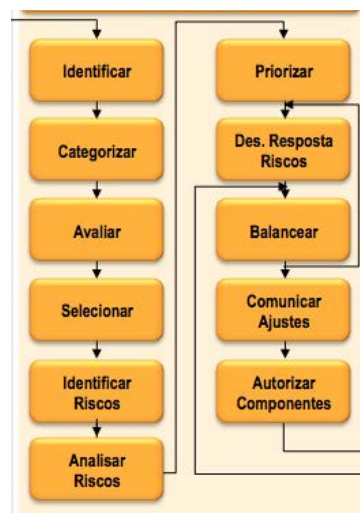 Identificar
Categorizar
Avaliar
Selecionar
Identificar
Riscos
Analisar
Riscos
Priorizar
Des. Resposta
Riscos
Balancear
Comunicar
Ajustes
Autorizar
Componentes